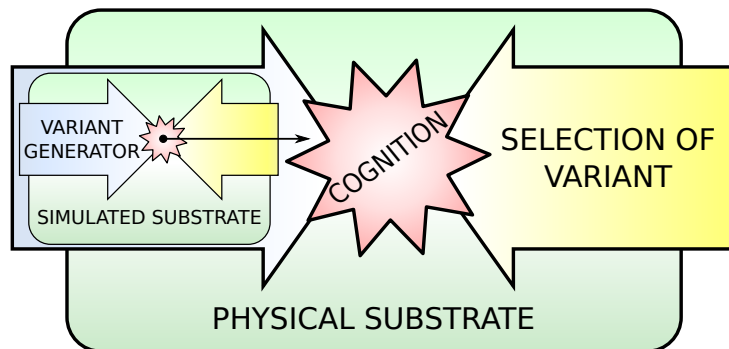 VARIANT
GENERATOR
SIMULATED SUBSTRATE
COGNITION
SELECTION OF
VARIANT
PHYSICAL SUBSTRATE